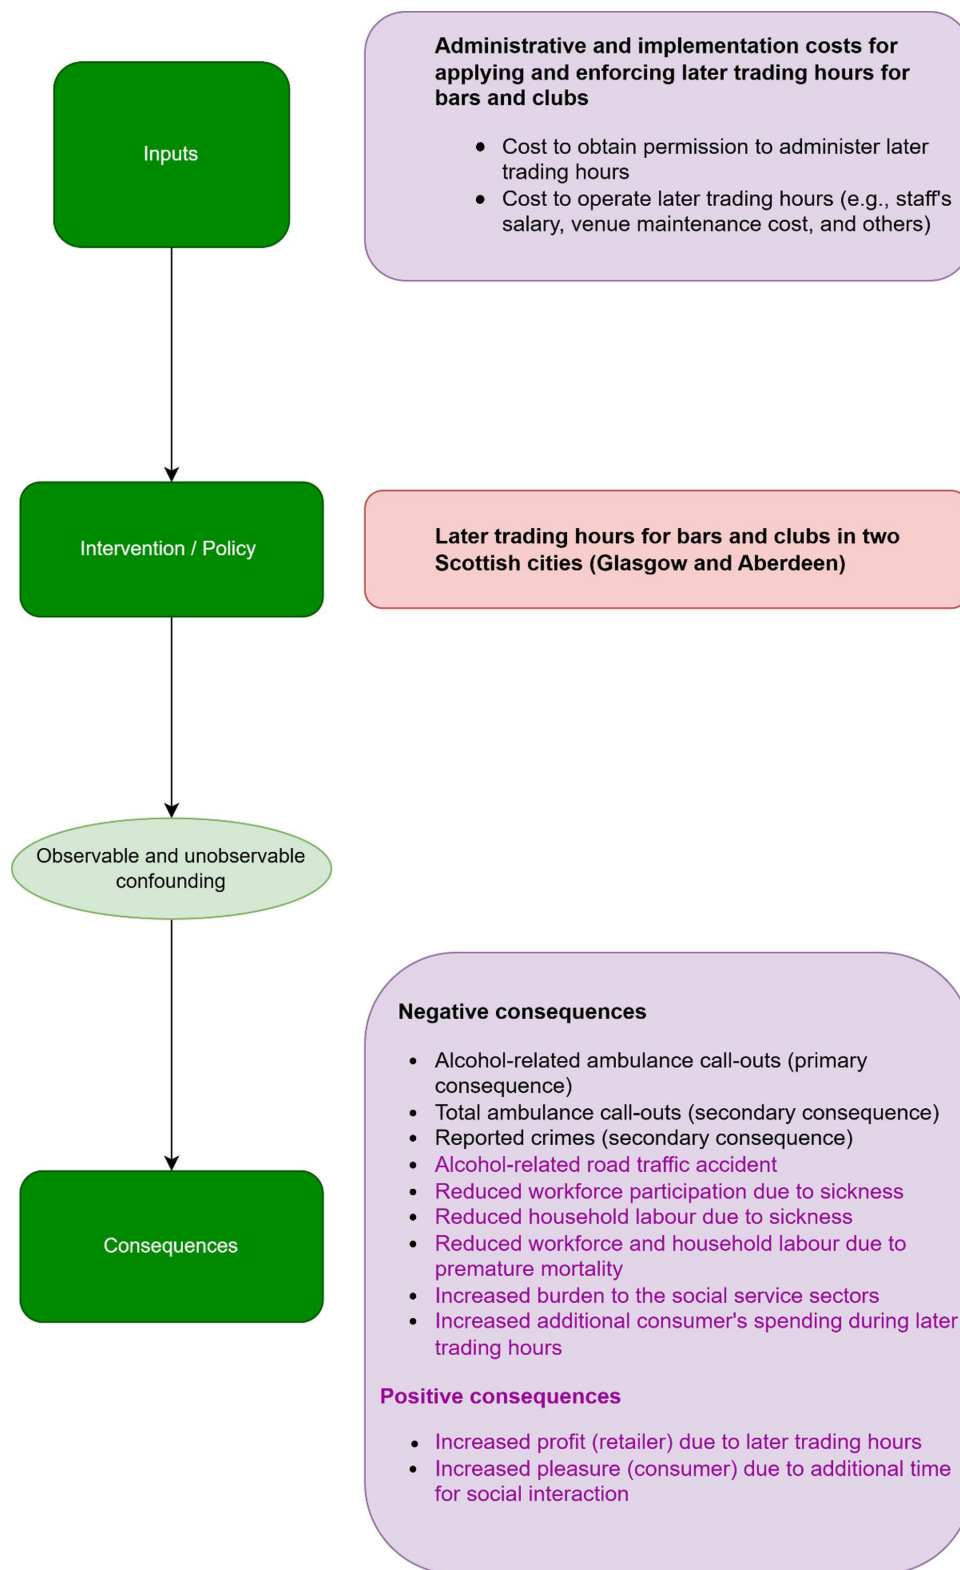 Inputs
Administrative and implementation costs for
applying and enforcing later trading hours for
bars and clubs
• Cost to obtain permission to administer later
trading hours
• Cost to operate later trading hours (e.g., staff's
salary, venue maintenance cost, and others)
Intervention / Policy
Later trading hours for bars and clubs in two
Scottish cities (Glasgow and Aberdeen)
Observable and unobservable
confounding
Consequences
Negative consequences
• Alcohol-related ambulance call-outs (primary
consequence)
• Total ambulance call-outs (secondary consequence)
• Reported crimes (secondary consequence)
• Alcohol-related road traffic accident
• Reduced workforce participation due to sickness
• Reduced household labour due to sickness
• Reduced workforce and household labour due to
premature mortality
• Increased burden to the social service sectors
• Increased additional consumer's spending during later
trading hours
Positive consequences
• Increased profit (retailer) due to later trading hours
• Increased pleasure (consumer) due to additional time
for social interaction